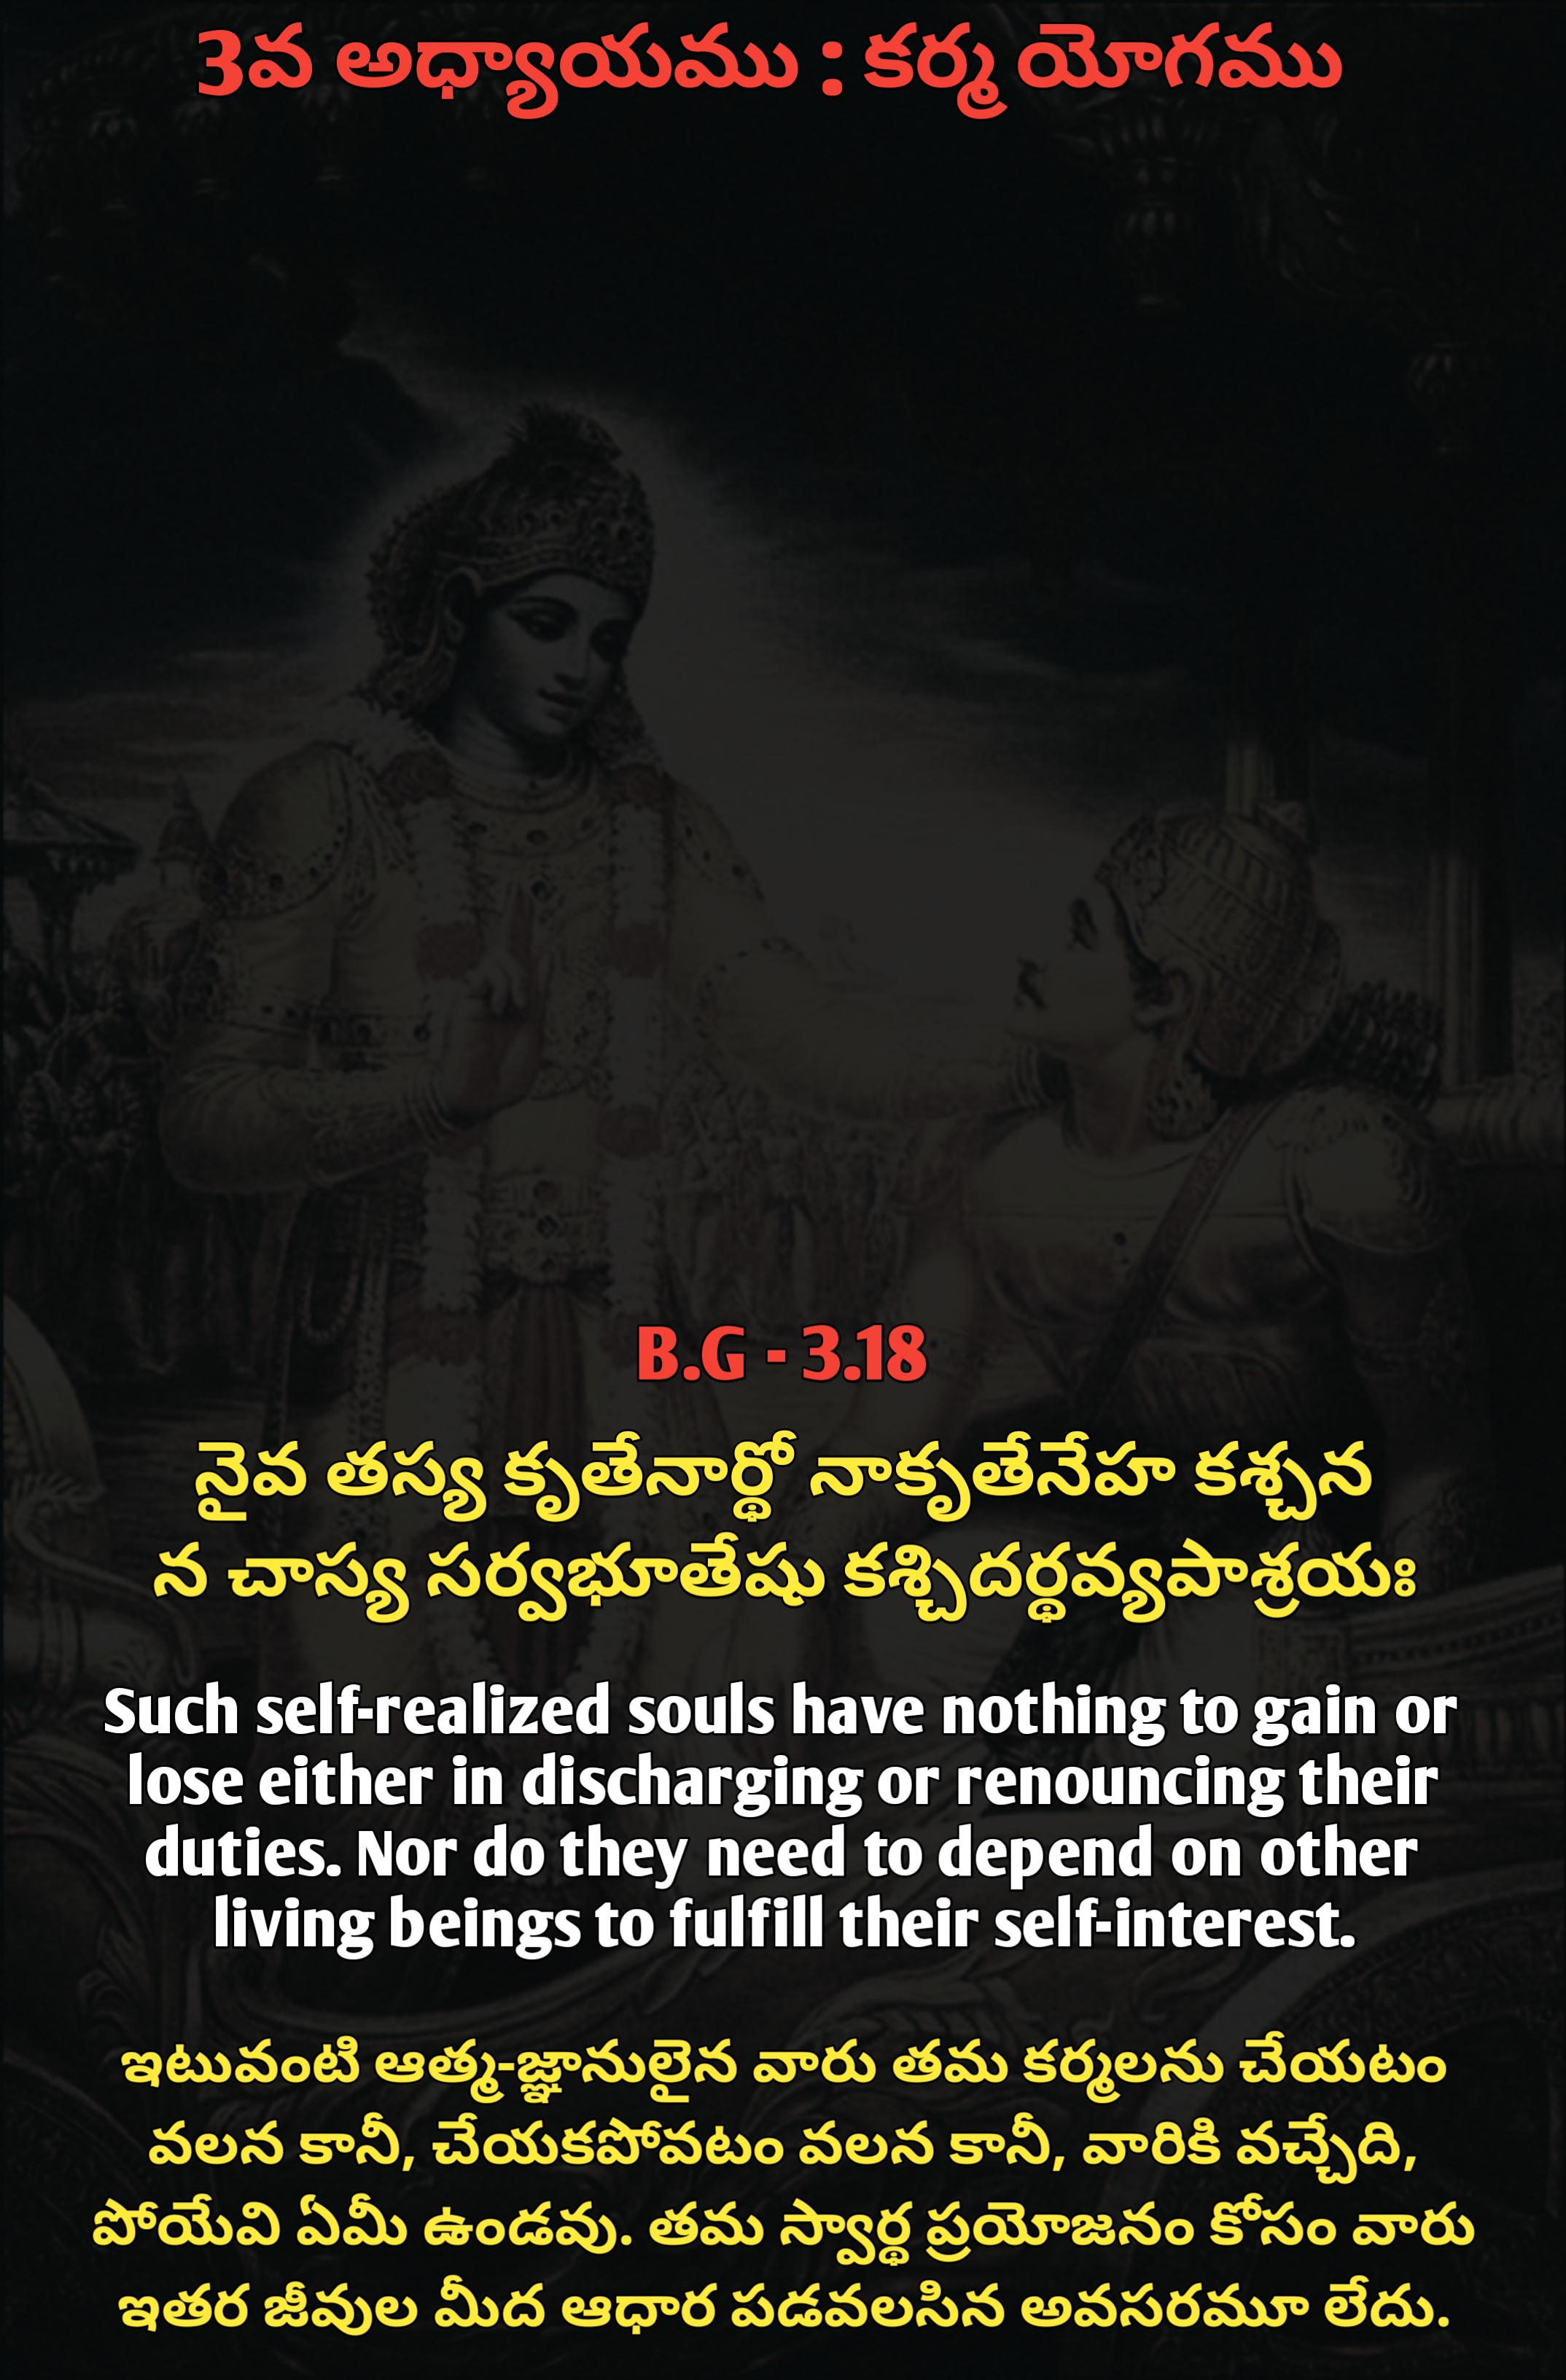 3వ అధ్యాయము : కర్మ యోగము
B.G - 3.18
నైవ తస్య కృతేనార్థో నాకృతేనేహ కశ్చన
న చాస్య సర్వభూతేషు కశ్చిదర్థవ్యపాశ్రయః
Such self-realized souls have nothing to gain or
lose either in discharging or renouncing their
duties. Nor do they need to depend on other
living beings to fulfill their self-interest.
ఇటువంటి ఆత్మ-జ్ఞానులైన వారు తమ కర్మలను చేయటం
వలన కానీ, చేయకపోవటం వలన కానీ, వారికి వచ్చేది,
పోయేవి ఏమీ ఉండవు. తమ స్వార్థ ప్రయోజనం కోసం వారు
ఇతర జీవుల మీద ఆధార పడవలసిన అవసరమూ లేదు.